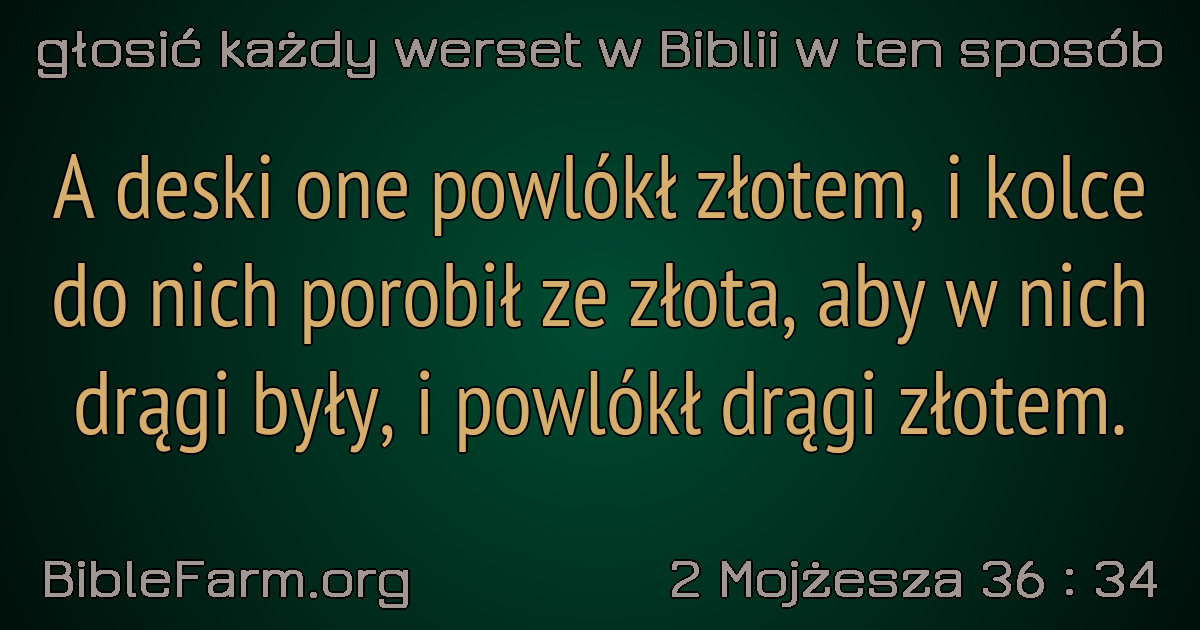 głosić każdy werset w Biblii w ten sposób
A deski one powlókł złotem, i kolce
do nich porobił ze złota, aby w nich
drągi były, i powlókł drągi złotem.
BibleFarm.org
2 Mojżesza 36 : 34